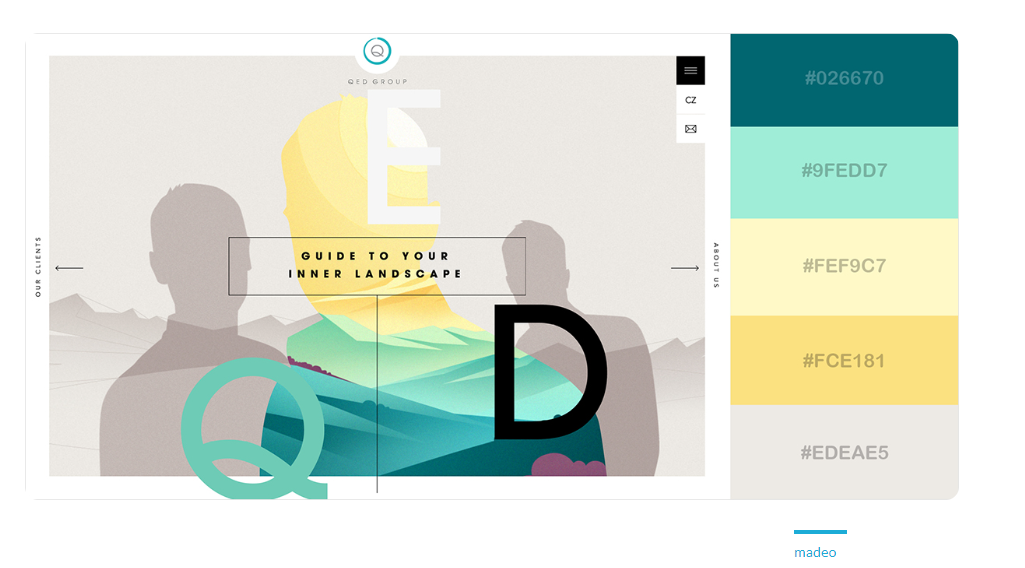 Q
QED GROUP
E
CZ
OUR CLIENTS
GUIDE TO YOUR
INNER LANDSCAPE
ABOUT US
D
Q
#026670
#9FEDD7
#FEF9C7
#FCE181
#EDEAE5
madeo